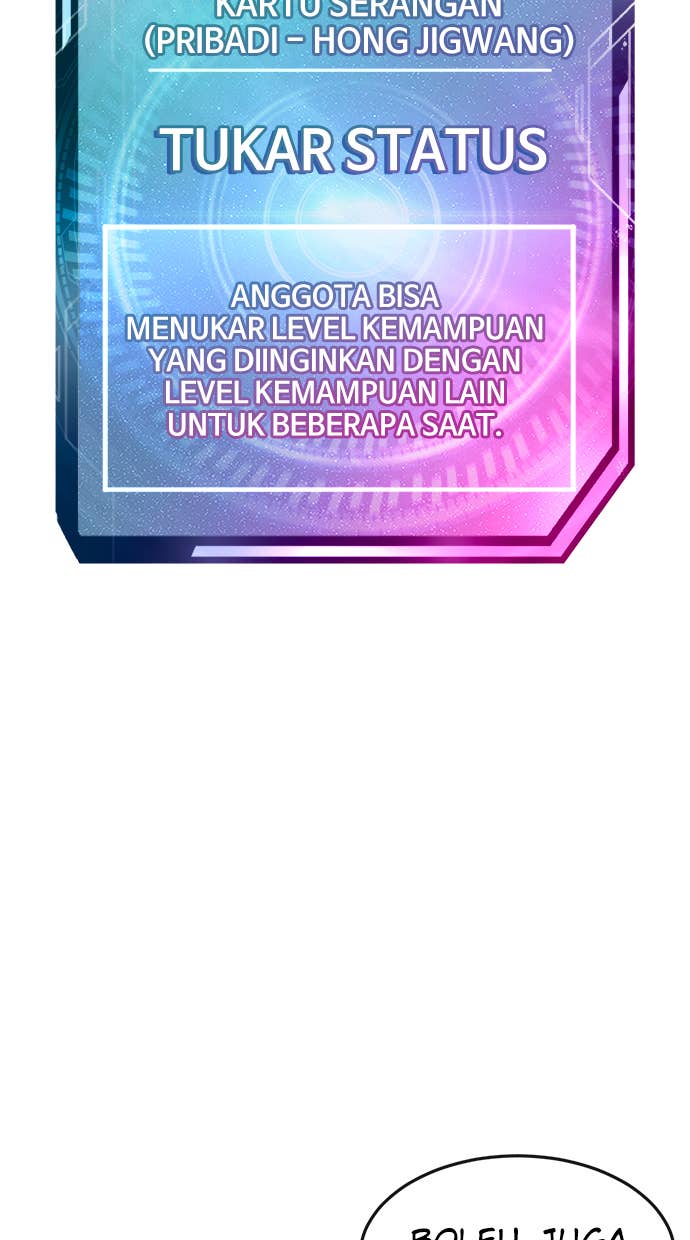 KARTU SERANGAN
(PRIBADI - HONG JIGWANG)
TUKAR STATUS
ANGGOTA BISA
MENUKAR LEVEL KEMAMPUAN
YANG DIINGINKAN DENGAN
LEVEL KEMAMPUAN LAIN
UNTUK BEBERAPA SAAT.
BOLEH JUGA